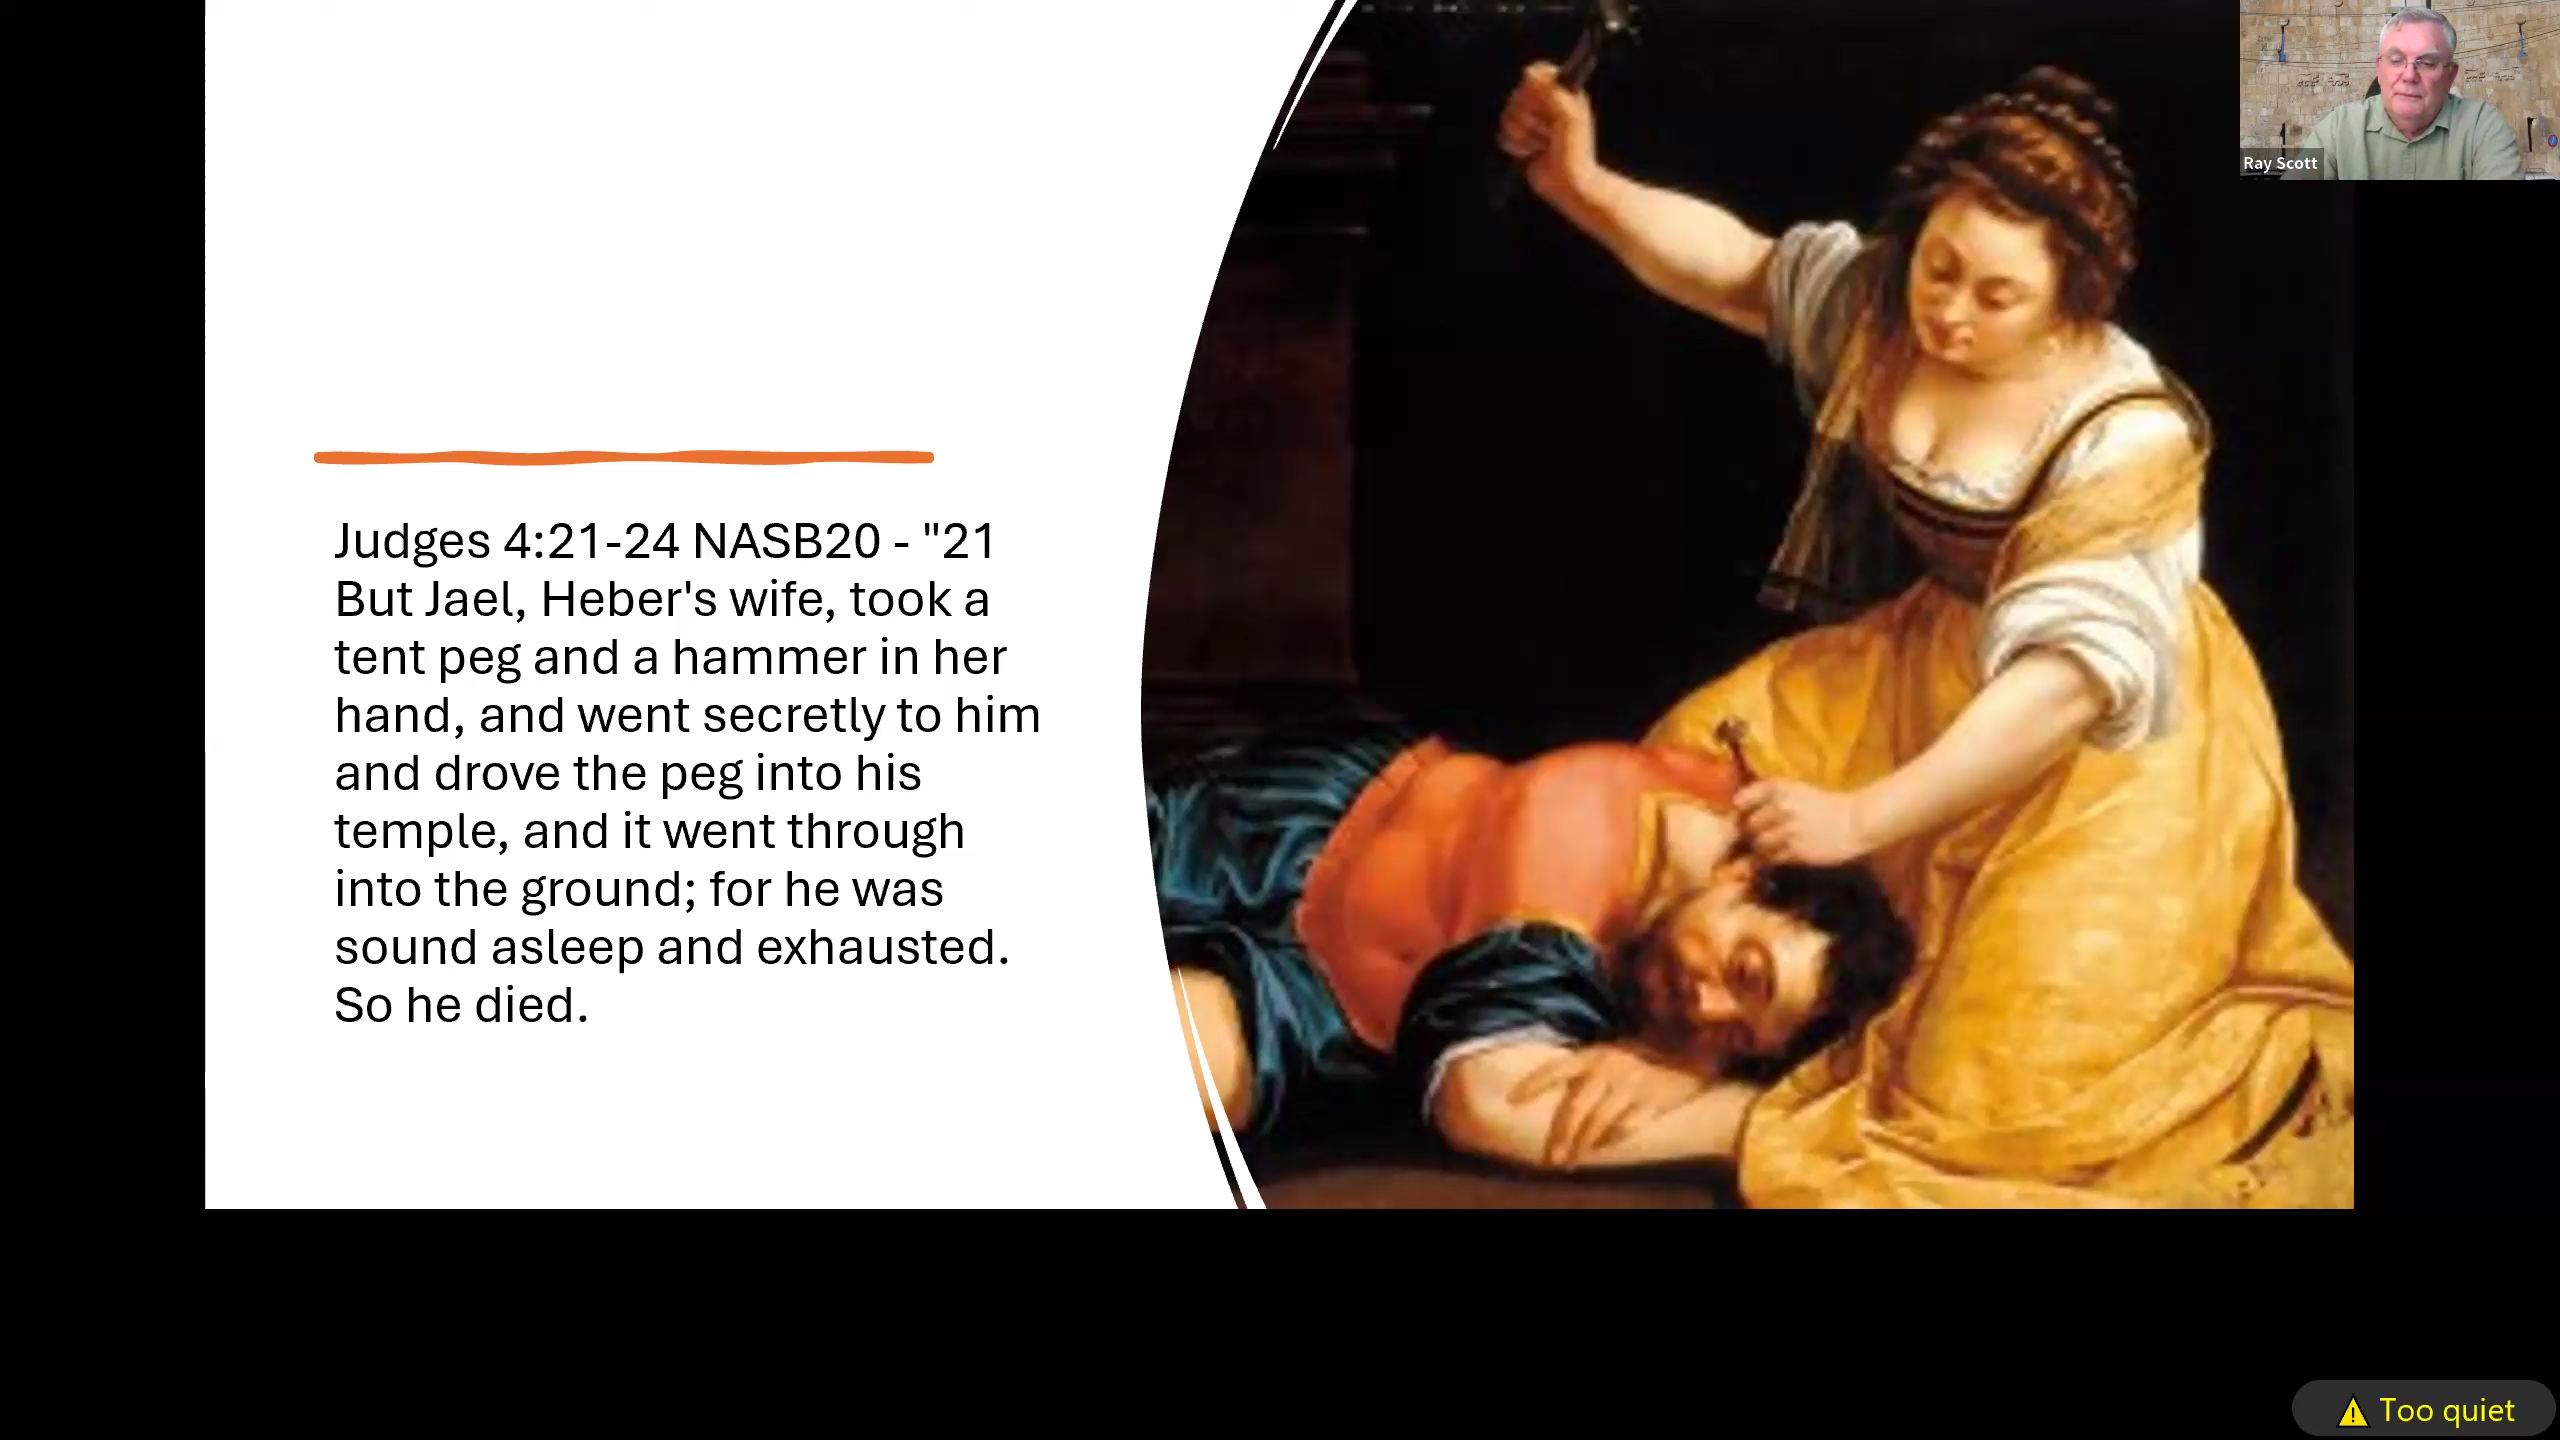 Ray Scott
Judges 4:21-24 NASB20 - "21
But Jael, Heber's wife, took a
tent peg and a hammer in her
hand, and went secretly to him
and drove the peg into his
temple, and it went through
into the ground; for he was
sound asleep and exhausted.
So he died.
Too quiet